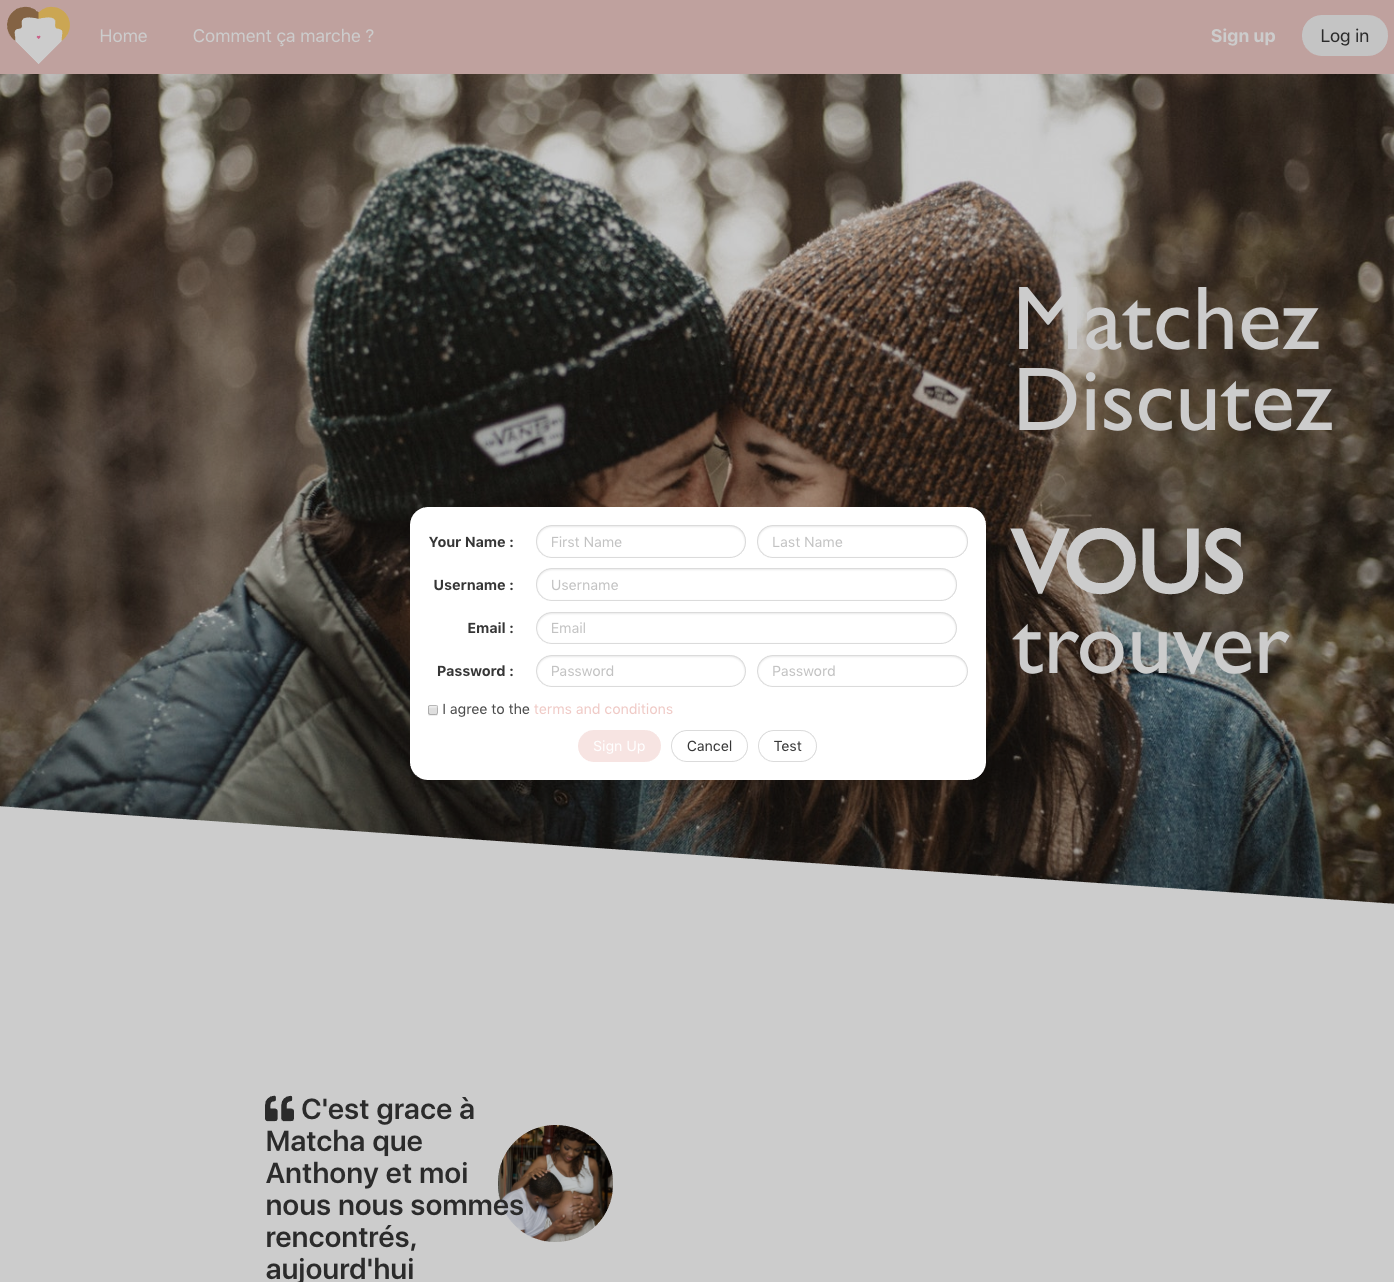 Home Comment ça marche ? Sign up Log in
Matchez
Discutez
VANS
VOUS
trouver
Your Name : First Name Last Name
Username : Username
Email : Email
Password : Password Password
I agree to the terms and conditions
Sign Up Cancel Test
C'est grace à
Matcha que
Anthony et moi
nous nous sommes
rencontrés,
aujourd'hui